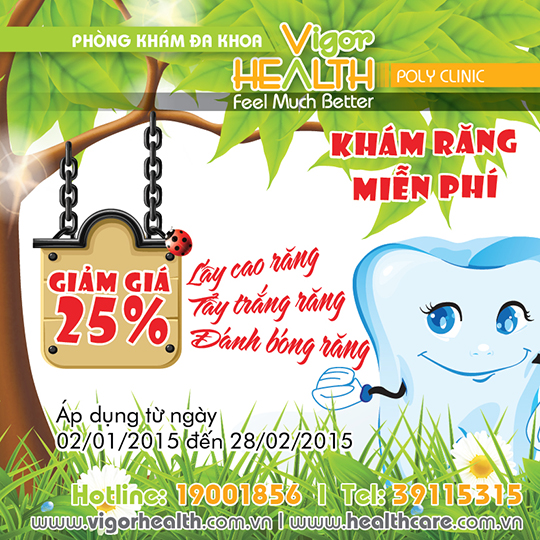 PHÒNG KHÁM ĐA KHOA
Vigor
HEALTH
POLY CLINIC
Feel Much Better
KHÁM RĂNG
MIỄN PHÍ
GIẢM GIÁ
25%
Lấy cao răng
Tẩy trắng răng
Đánh bóng răng
Áp dụng từ ngày
02/01/2015 đến 28/02/2015
Hotline: 19001856 | Tel: 39115315
www.vigorhealth.com.vn | www.healthcare.com.vn